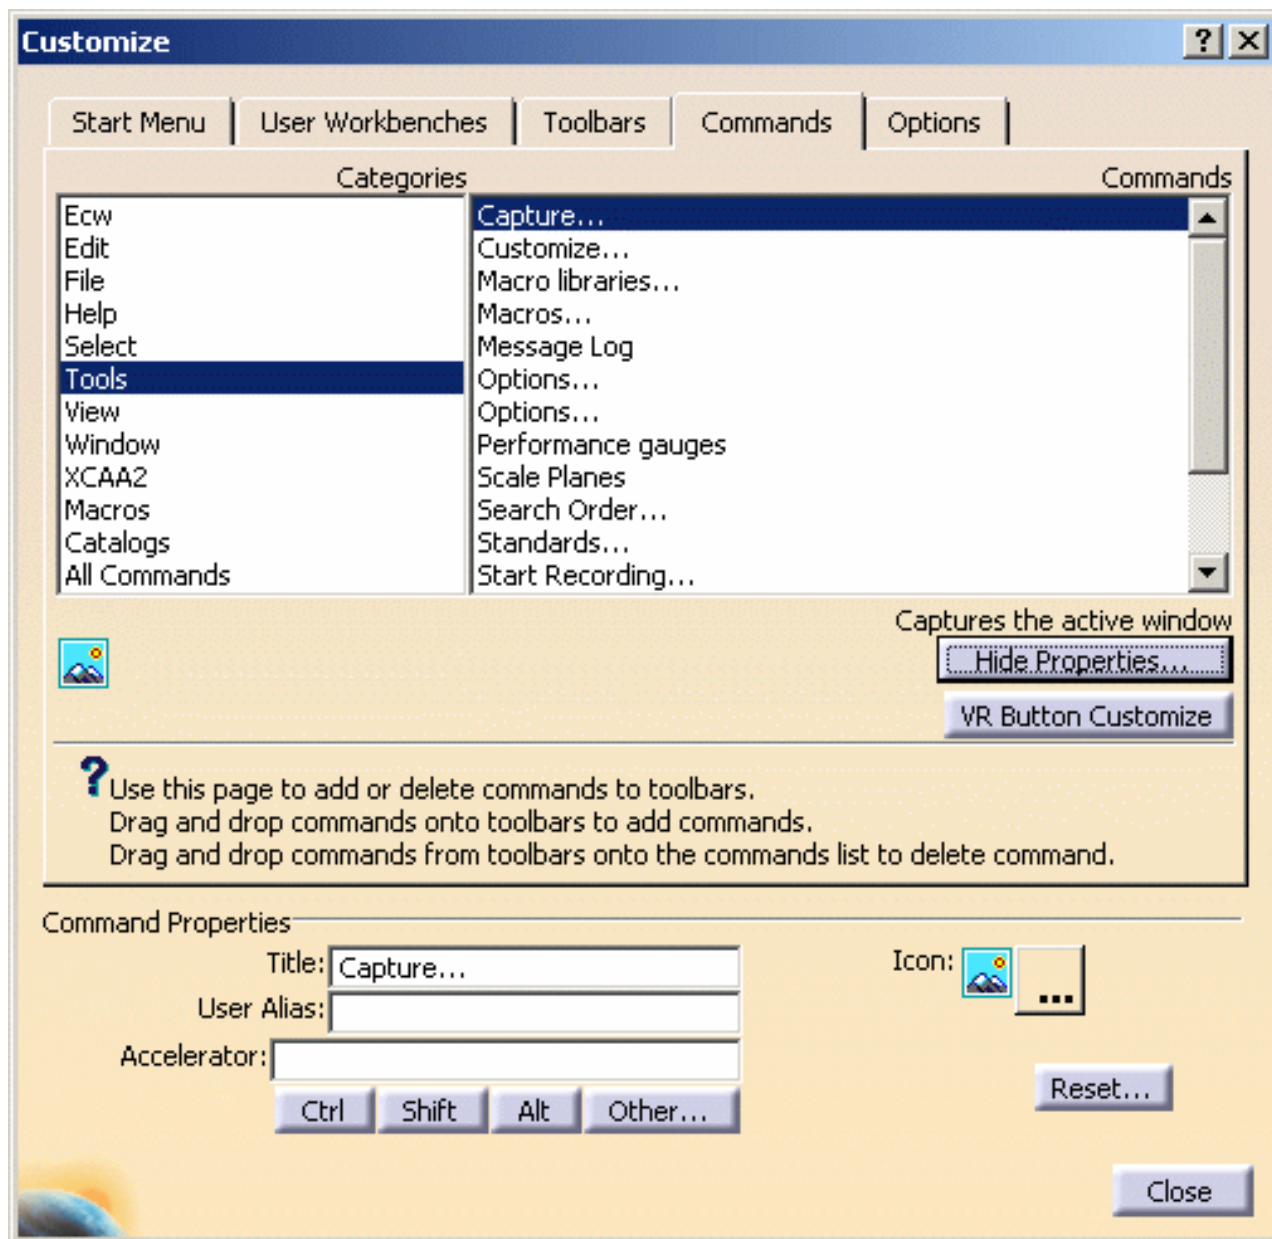 Customize
Start Menu
User Workbenches
Toolbars
Commands
Options
Categories
Commands
Ecw
Edit
File
Help
Select
Tools
View
Window
XCAA2
Macros
Catalogs
All Commands
Capture...
Customize...
Macro libraries...
Macros...
Message Log
Options...
Options...
Performance gauges
Scale Planes
Search Order...
Standards...
Start Recording...
Captures the active window
Hide Properties...
VR Button Customize
Use this page to add or delete commands to toolbars.
Drag and drop commands onto toolbars to add commands.
Drag and drop commands from toolbars onto the commands list to delete command.
Command Properties
Title: Capture...
Icon: ...
User Alias:
Accelerator:
Ctrl
Shift
Alt
Other...
Reset...
Close